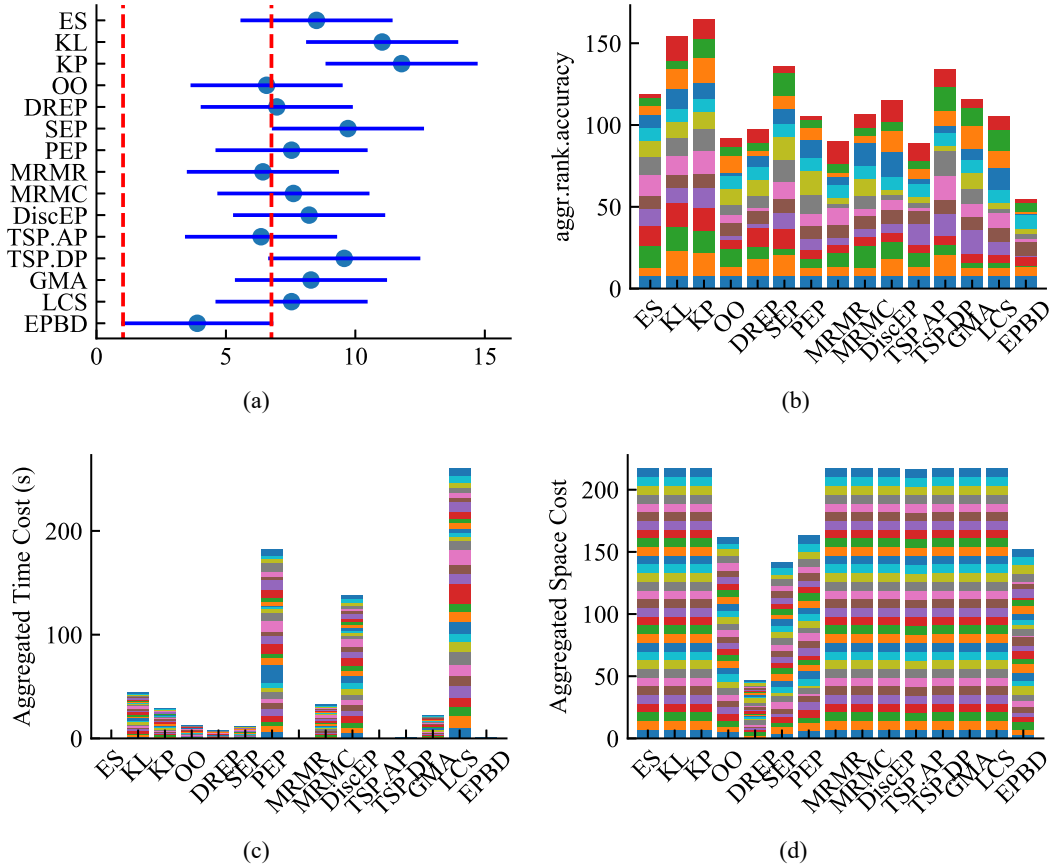 ES
KL
KP
OO
DREP
SEP
PEP
MRMR
MRMC
DiscEP
TSP.AP
TSP.DP
GMA
LCS
EPBD
0 5 10 15
(a)
aggr.rank.accuracy
150
100
50
0
ES KL KP OO DREP SEP PEP MRMR MRMC DiscEP TSP.AP TSP.DP GMA LCS EPBD
(b)
Aggregated Time Cost (s)
200
100
0
ES KL KP OO DREP SEP PEP MRMR MRMC DiscEP TSP.AP TSP.DP GMA LCS EPBD
(c)
Aggregated Space Cost
200
150
100
50
0
ES KL KP OO DREP SEP PEP MRMR MRMC DiscEP TSP.AP TSP.DP GMA LCS EPBD
(d)